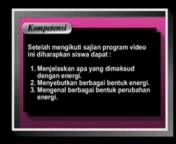 Kompetensi
Setelah mengikuti sajian program video
ini diharapkan siswa dapat :
1. Menjelaskan apa yang dimaksud
dengan energi.
2. Menyebutkan berbagai bentuk energi.
3. Mengenal berbagai bentuk perubahan
energi.